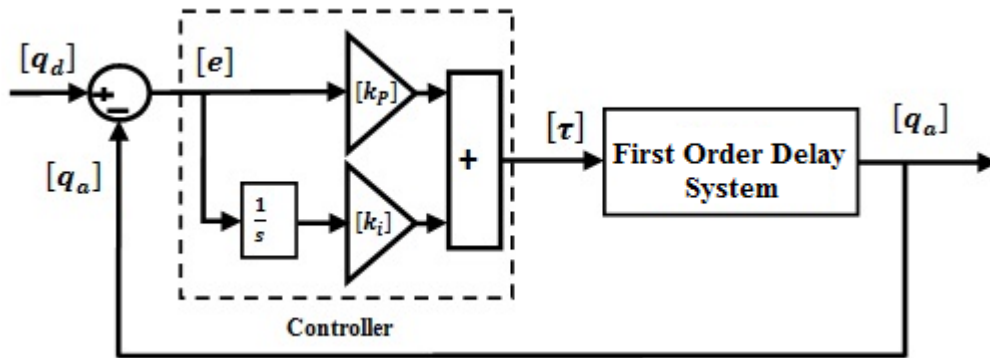 [q_d]
[e]
[k_P]
[τ]
[q_a]
+
−
+
First Order Delay
System
[q_a]
1
s
[k_i]
Controller